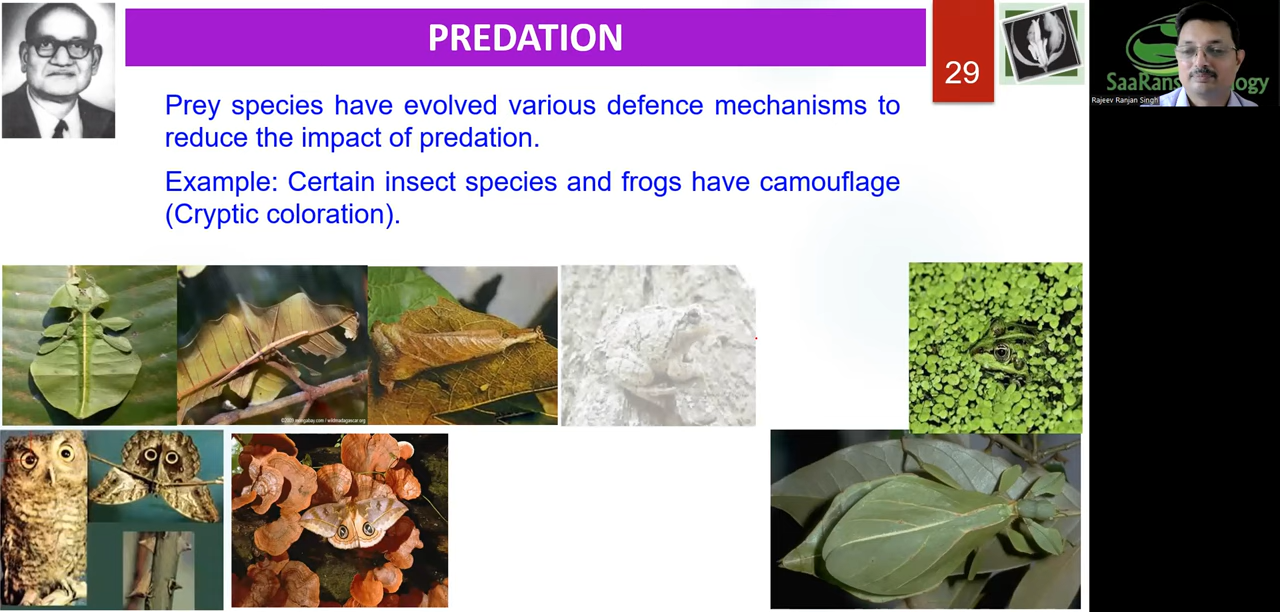 PREDATION
29
Prey species have evolved various defence mechanisms to
reduce the impact of predation.
Example: Certain insect species and frogs have camouflage
(Cryptic coloration).
Rajeev Ranjan Singh